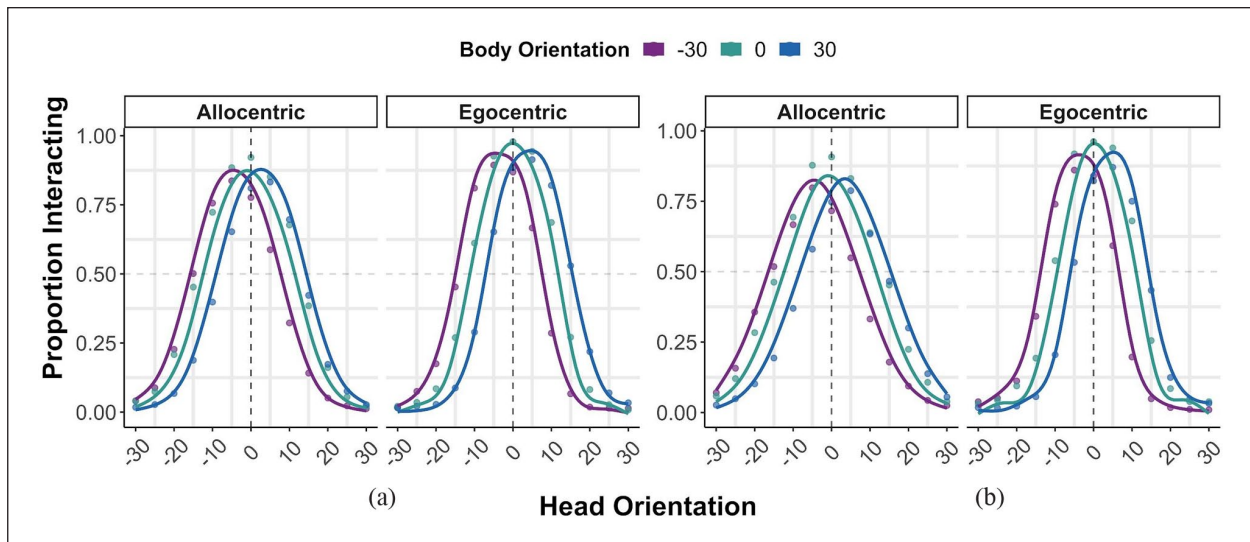 Body Orientation -30 0 30
Proportion Interacting
Allocentric Egocentric Allocentric Egocentric
1.00 1.00
0.75 0.75
0.50 0.50
0.25 0.25
0.00 0.00
-30 -20 -10 0 10 20 30 -30 -20 -10 0 10 20 30 -30 -20 -10 0 10 20 30 -30 -20 -10 0 10 20 30
(a) (b)
Head Orientation